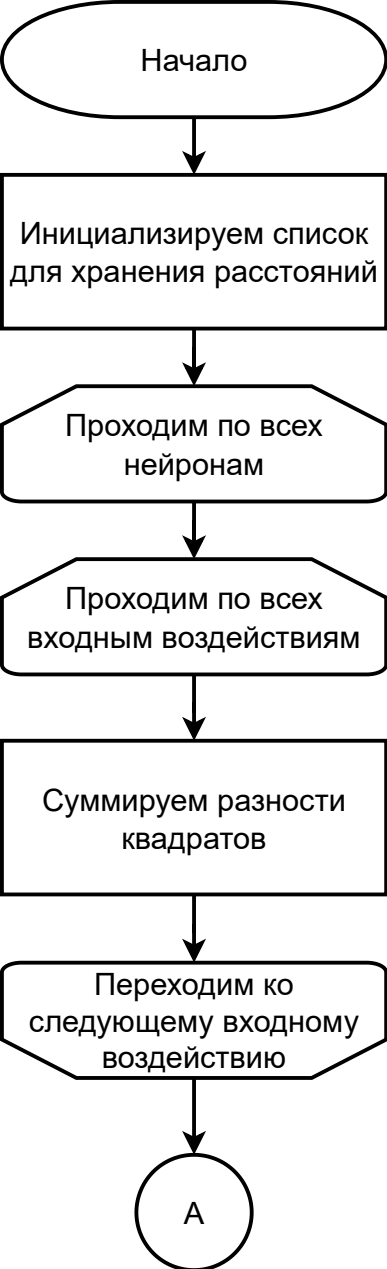 Начало
Инициализируем список
для хранения расстояний
Проходим по всех
нейронам
Проходим по всех
входным воздействиям
Суммируем разности
квадратов
Переходим ко
следующему входному
воздействию
А